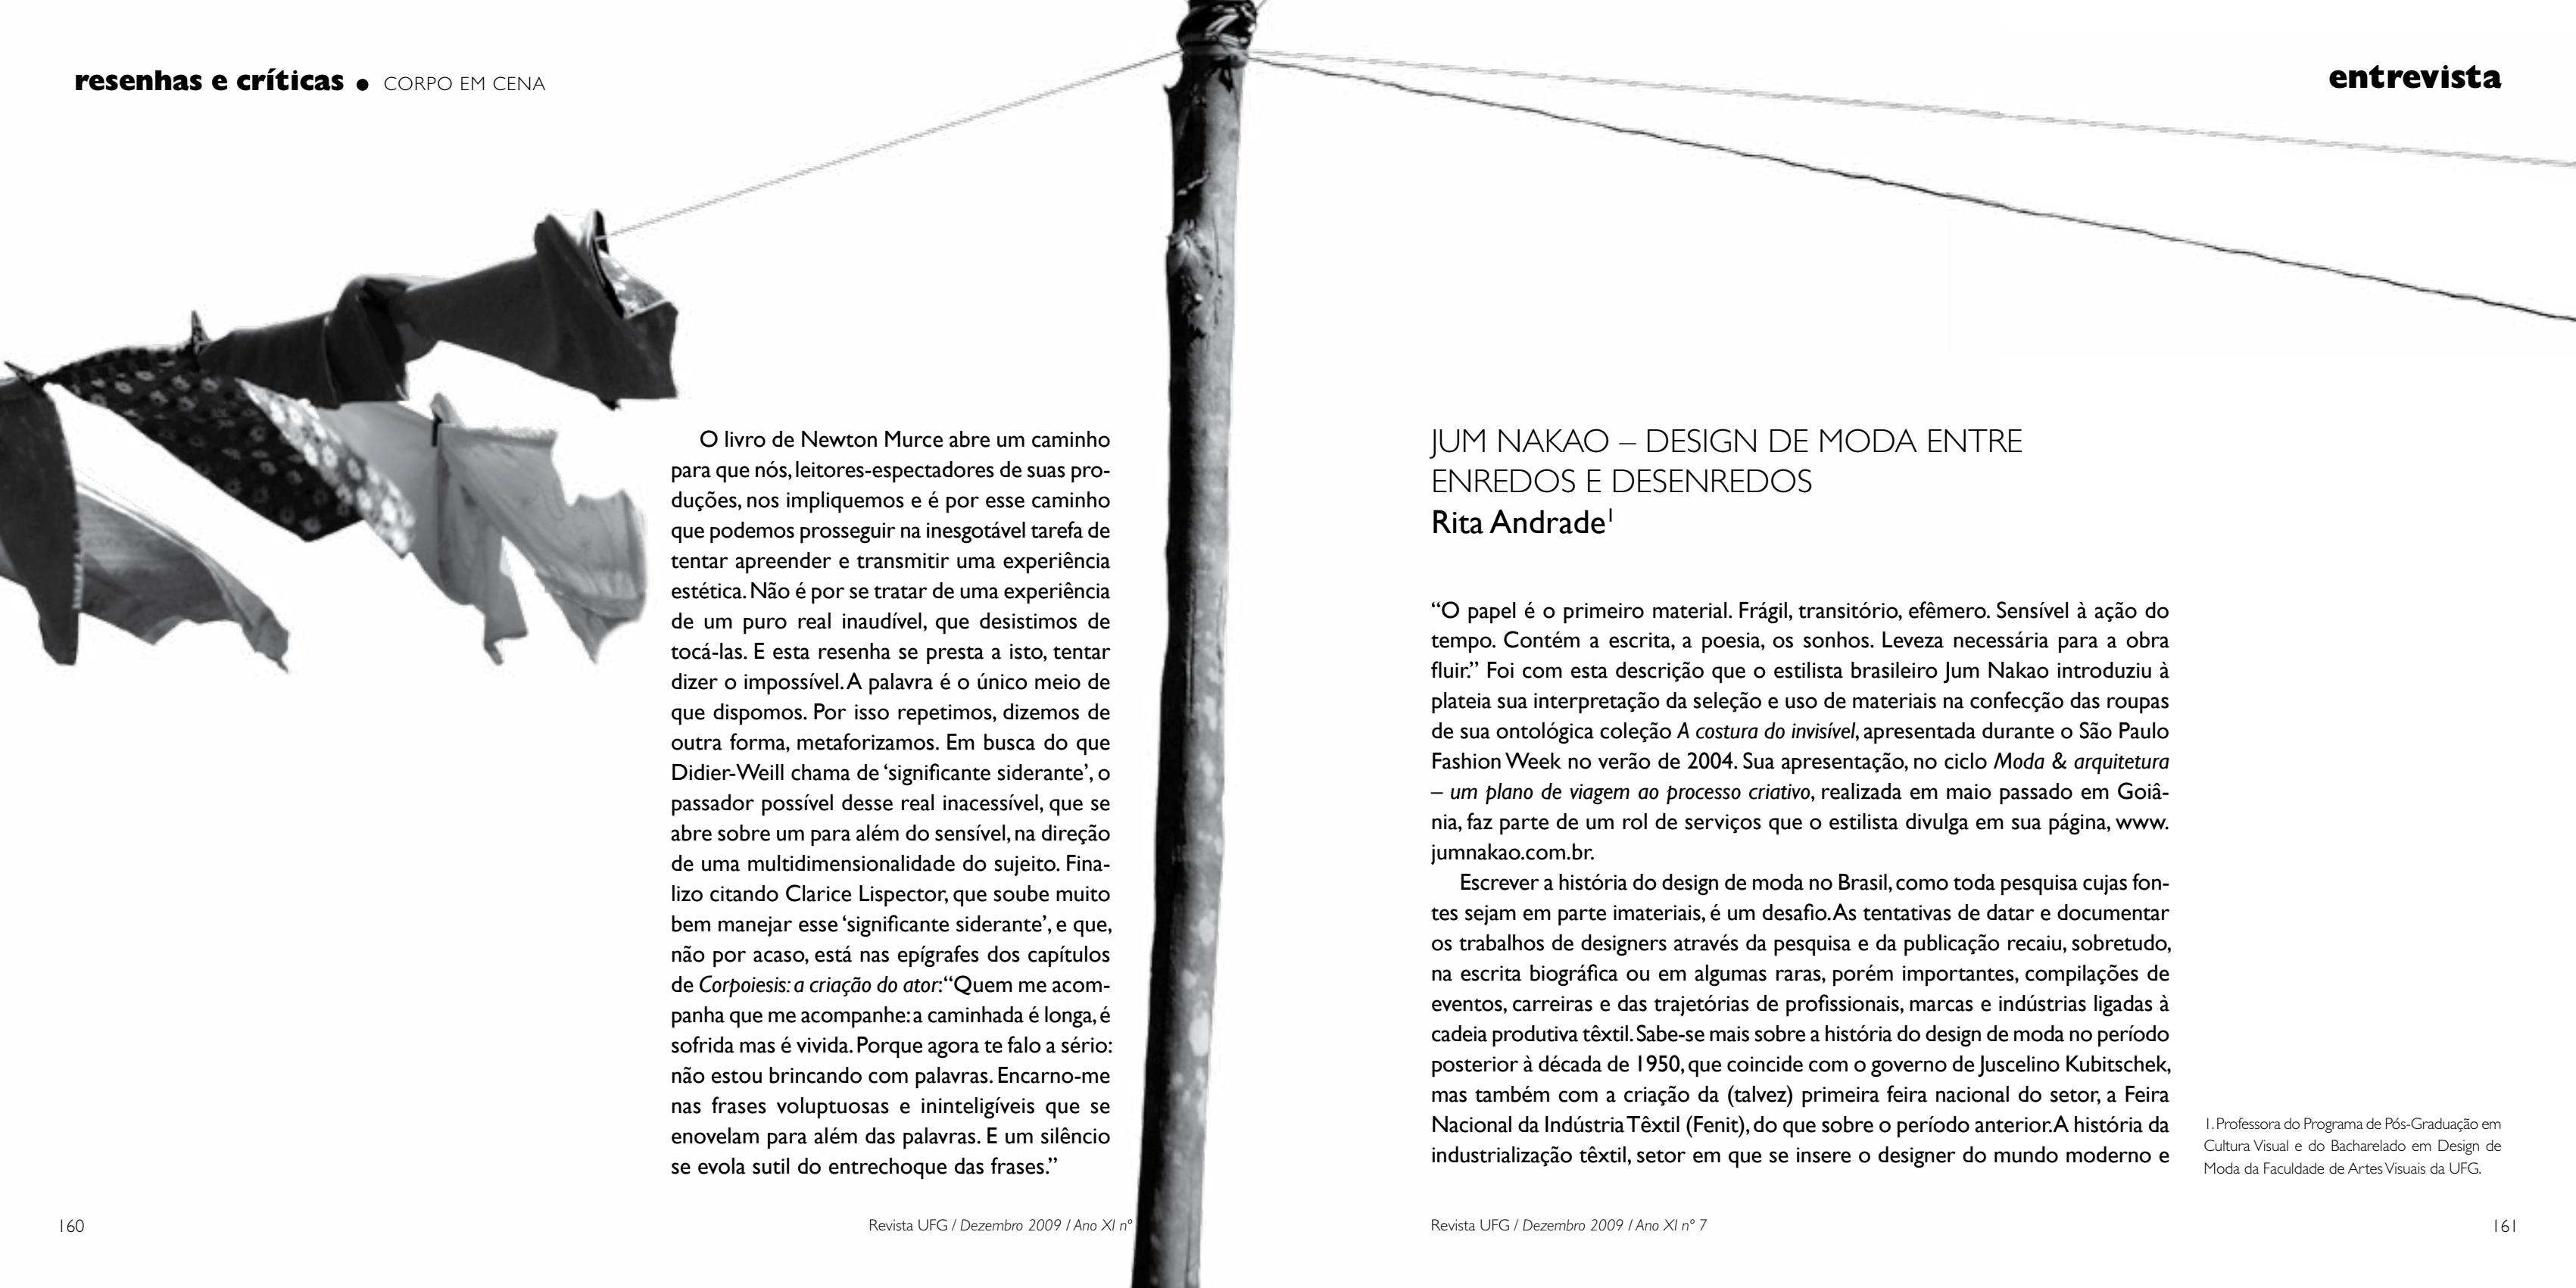 resenhas e críticas ● CORPO EM CENA
O livro de Newton Murce abre um caminho
para que nós, leitores-espectadores de suas pro-
duções, nos impliquemos e é por esse caminho
que podemos prosseguir na inesgotável tarefa de
tentar apreender e transmitir uma experiência
estética. Não é por se tratar de uma experiência
de um puro real inaudível, que desistimos de
tocá-las. E esta resenha se presta a isto, tentar
dizer o impossível. A palavra é o único meio de
que dispomos. Por isso repetimos, dizemos de
outra forma, metaforizamos. Em busca do que
Didier-Weill chama de ‘significante siderante’, o
passador possível desse real inacessível, que se
abre sobre um para além do sensível, na direção
de uma multidimensionalidade do sujeito. Fina-
lizo citando Clarice Lispector, que soube muito
bem manejar esse ‘significante siderante’, e que,
não por acaso, está nas epígrafes dos capítulos
de Corpoiesis: a criação do ator: “Quem me acom-
panha que me acompanhe: a caminhada é longa, é
sofrida mas é vivida. Porque agora te falo a sério:
não estou brincando com palavras. Encarno-me
nas frases voluptuosas e ininteligíveis que se
enovelam para além das palavras. E um silêncio
se evola sutil do entrechoque das frases.”
160
Revista UFG / Dezembro 2009 / Ano XI nº
entrevista
JUM NAKAO – DESIGN DE MODA ENTRE
ENREDOS E DESENREDOS
Rita Andrade1
“O papel é o primeiro material. Frágil, transitório, efêmero. Sensível à ação do
tempo. Contém a escrita, a poesia, os sonhos. Leveza necessária para a obra
fluir.” Foi com esta descrição que o estilista brasileiro Jum Nakao introduziu à
plateia sua interpretação da seleção e uso de materiais na confecção das roupas
de sua ontológica coleção A costura do invisível, apresentada durante o São Paulo
Fashion Week no verão de 2004. Sua apresentação, no ciclo Moda & arquitetura
– um plano de viagem ao processo criativo, realizada em maio passado em Goiâ-
nia, faz parte de um rol de serviços que o estilista divulga em sua página, www.
jumnakao.com.br.
Escrever a história do design de moda no Brasil, como toda pesquisa cujas fon-
tes sejam em parte imateriais, é um desafio. As tentativas de datar e documentar
os trabalhos de designers através da pesquisa e da publicação recaiu, sobretudo,
na escrita biográfica ou em algumas raras, porém importantes, compilações de
eventos, carreiras e das trajetórias de profissionais, marcas e indústrias ligadas à
cadeia produtiva têxtil. Sabe-se mais sobre a história do design de moda no período
posterior à década de 1950, que coincide com o governo de Juscelino Kubitschek,
mas também com a criação da (talvez) primeira feira nacional do setor, a Feira
Nacional da Indústria Têxtil (Fenit), do que sobre o período anterior. A história da
industrialização têxtil, setor em que se insere o designer do mundo moderno e
1. Professora do Programa de Pós-Graduação em
Cultura Visual e do Bacharelado em Design de
Moda da Faculdade de Artes Visuais da UFG.
Revista UFG / Dezembro 2009 / Ano XI nº 7
161